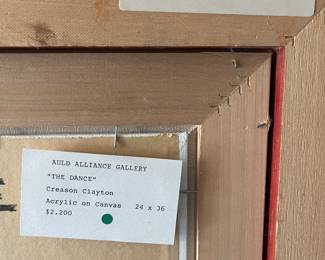 AULD ALLIANCE GALLERY
"THE DANCE"
Creason Clayton
Acrylic on Canvas 24 x 36
$2,200